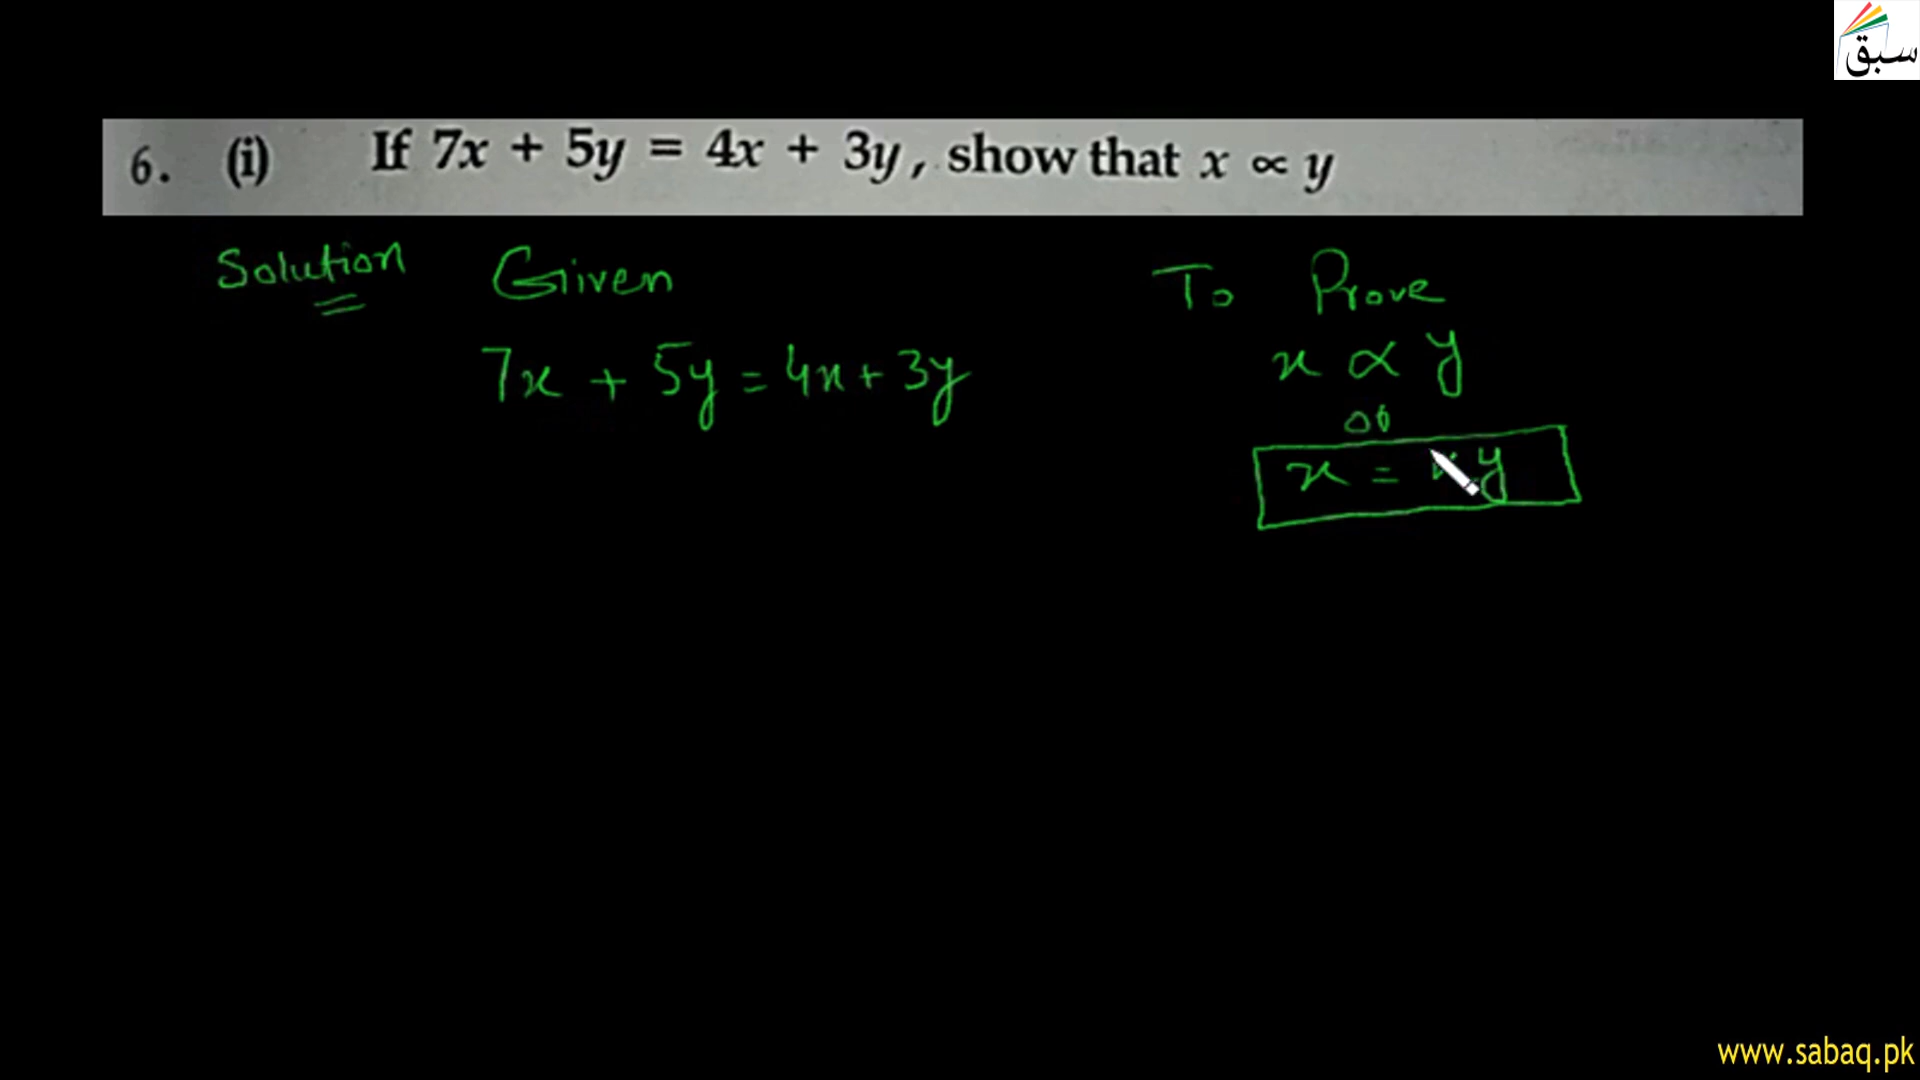 سبق
6. (i) If 7x + 5y = 4x + 3y, show that x ∝ y
Solution Given To Prove
7x + 5y = 4x + 3y
x ∝ y
or
x = y
www.sabaq.pk